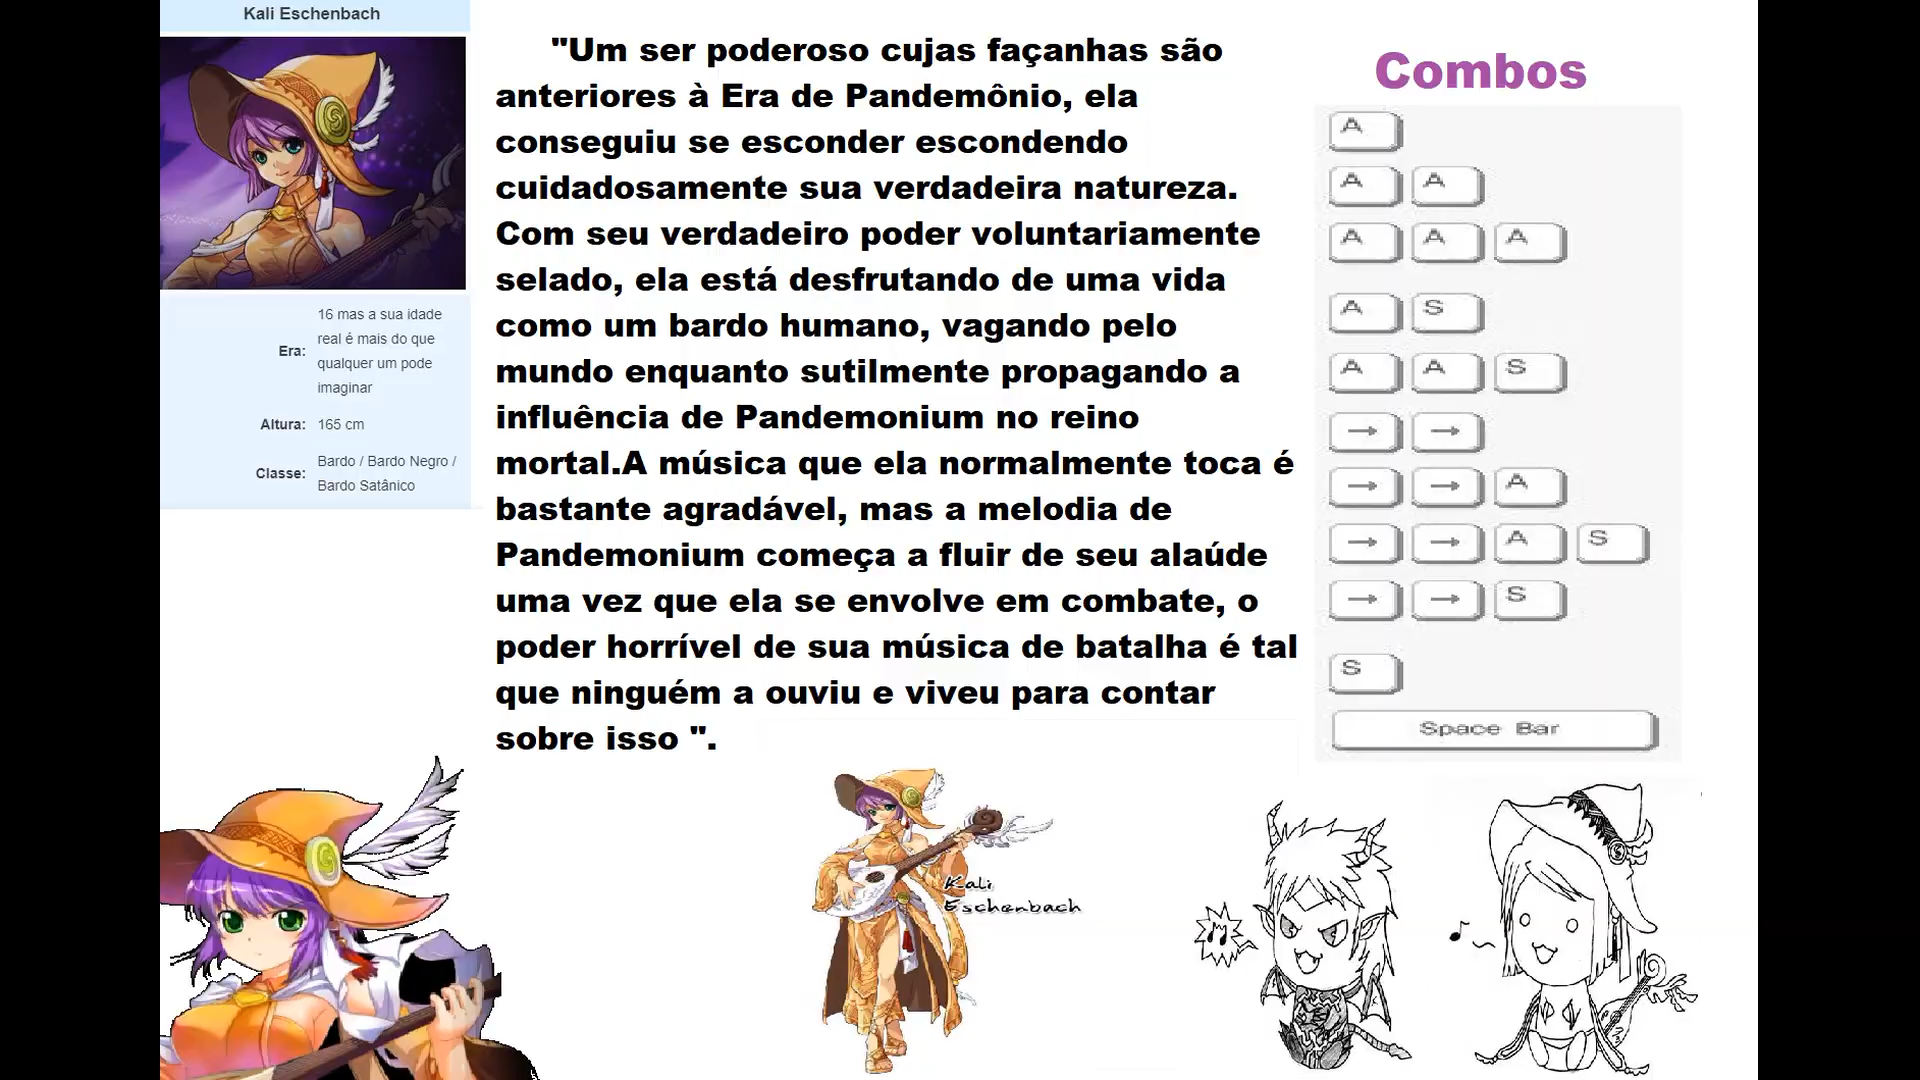 Kali Eschenbach
Era: 16 mas a sua idade
real é mais do que
qualquer um pode
imaginar
Altura: 165 cm
Classe: Bardo / Bardo Negro /
Bardo Satânico
"Um ser poderoso cujas façanhas são
anteriores à Era de Pandemônio, ela
conseguiu se esconder escondendo
cuidadosamente sua verdadeira natureza.
Com seu verdadeiro poder voluntariamente
selado, ela está desfrutando de uma vida
como um bardo humano, vagando pelo
mundo enquanto sutilmente propagando a
influência de Pandemonium no reino
mortal.A música que ela normalmente toca é
bastante agradável, mas a melodia de
Pandemonium começa a fluir de seu alaúde
uma vez que ela se envolve em combate, o
poder horrível de sua música de batalha é tal
que ninguém a ouviu e viveu para contar
sobre isso ".
Combos
A
A A
A A A
A S
A A S
→ →
→ → A
→ → A S
→ → S
S
Space Bar
Kali
Eschenbach